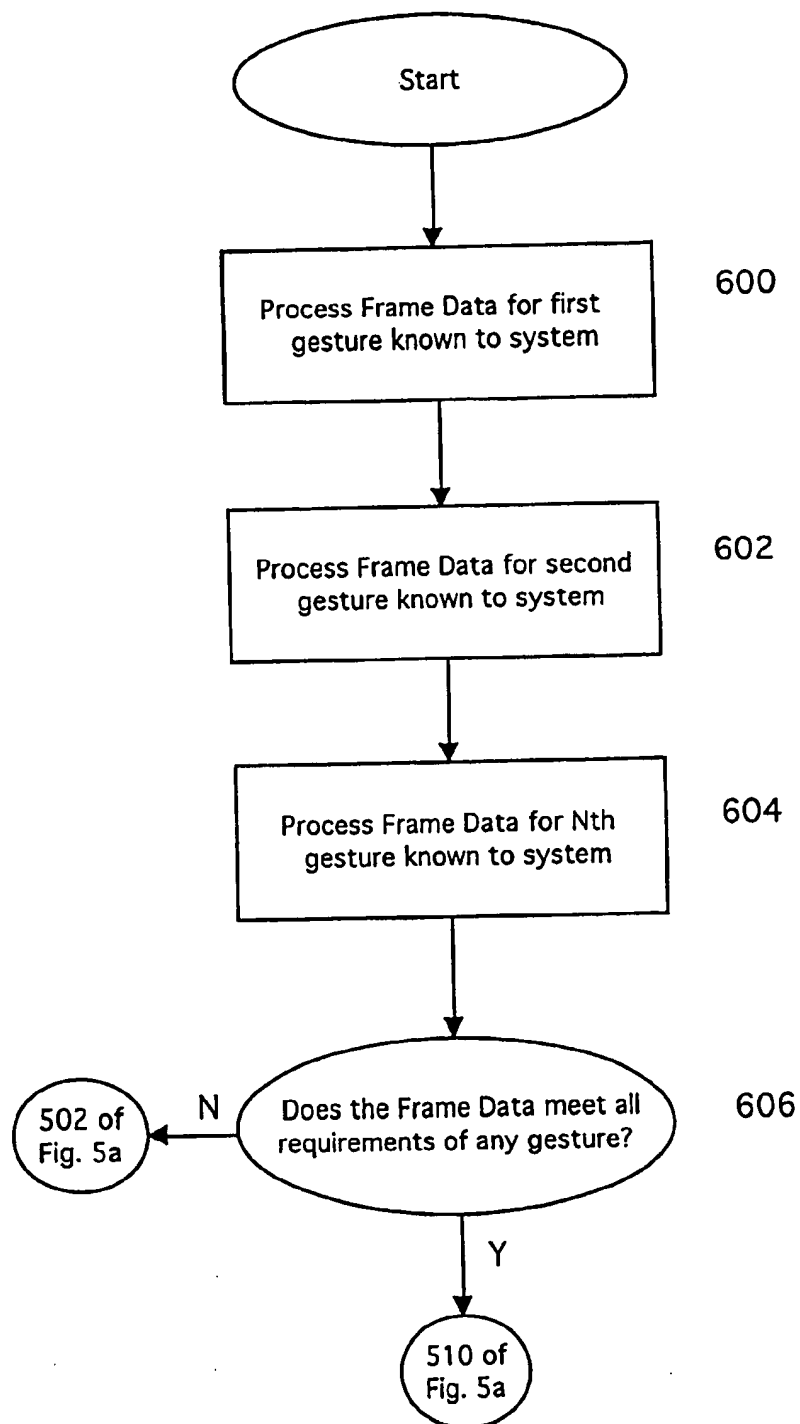 Start
Process Frame Data for first
gesture known to system
600
Process Frame Data for second
gesture known to system
602
Process Frame Data for Nth
gesture known to system
604
Does the Frame Data meet all
requirements of any gesture?
606
N
502 of
Fig. 5a
Y
510 of
Fig. 5a